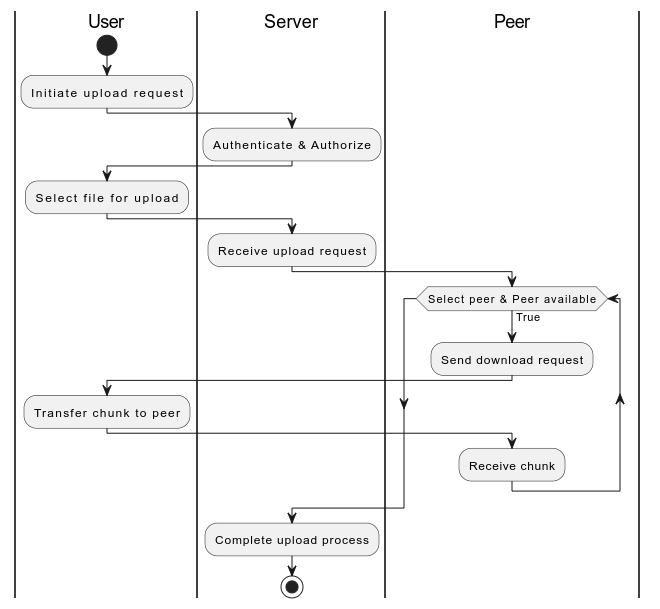 User
Server
Peer
Initiate upload request
Authenticate & Authorize
Select file for upload
Receive upload request
Select peer & Peer available
True
Send download request
Transfer chunk to peer
Receive chunk
Complete upload process